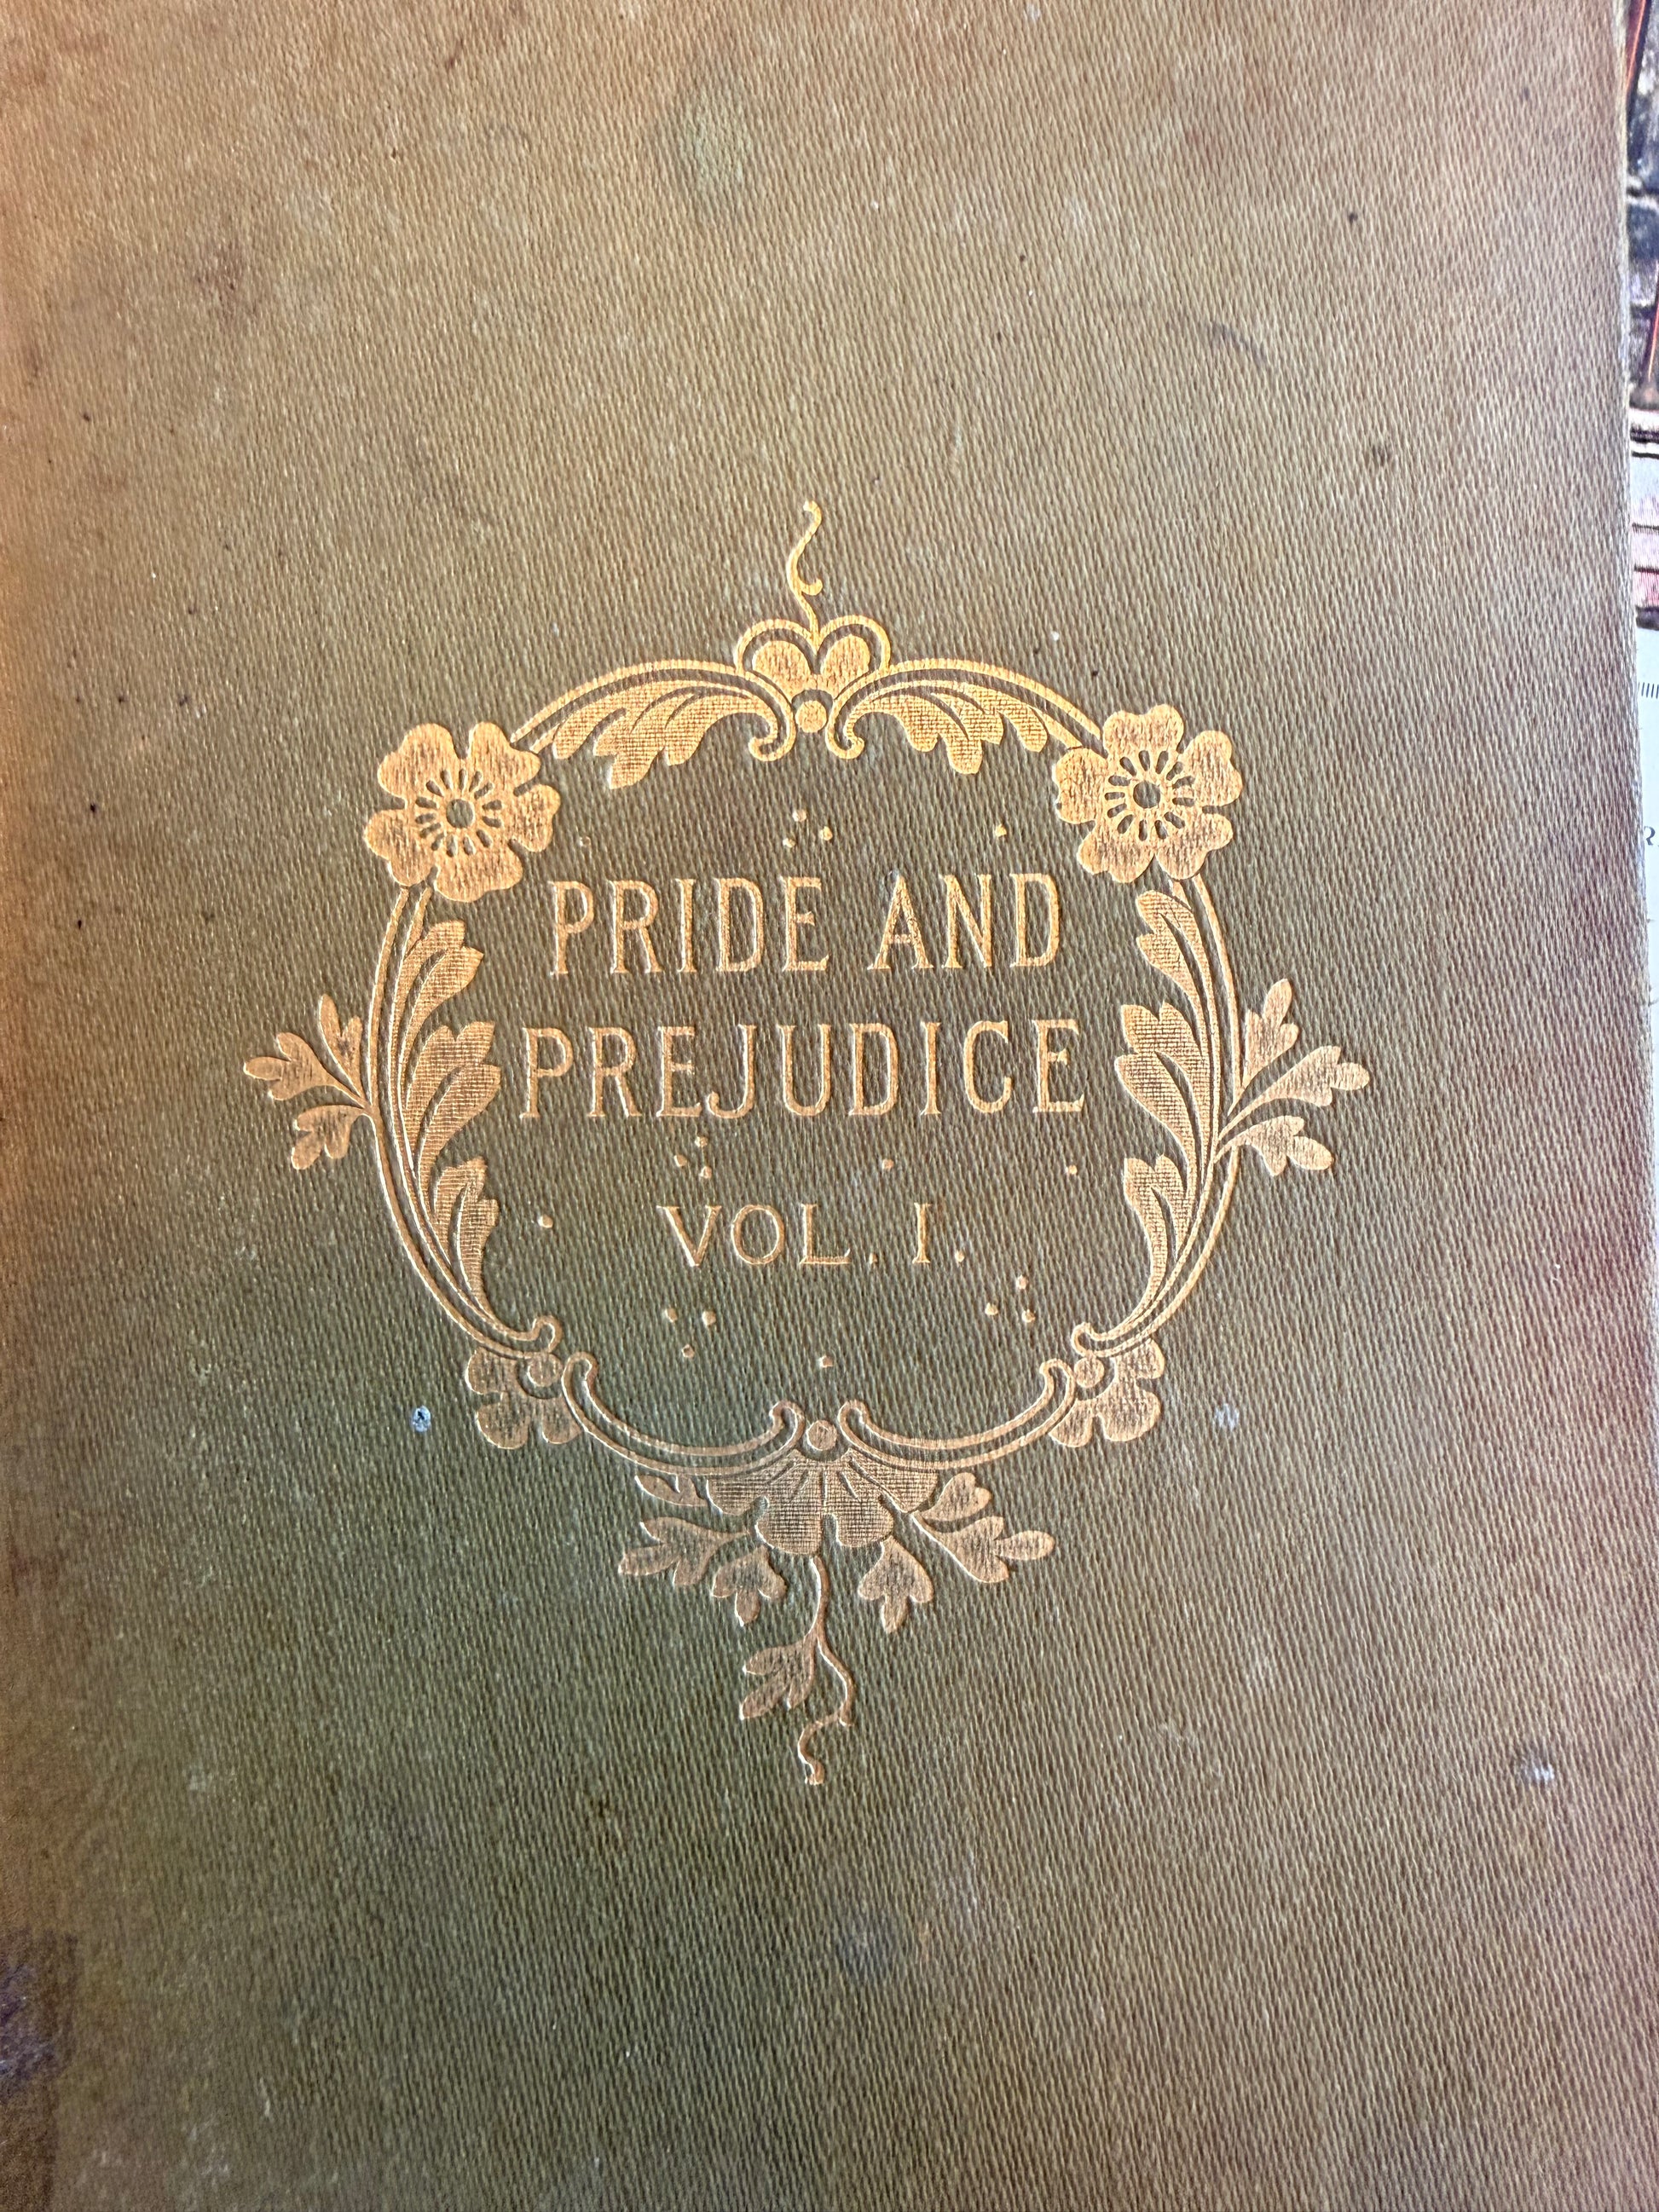 PRIDE AND
PREJUDICE
VOL. I.